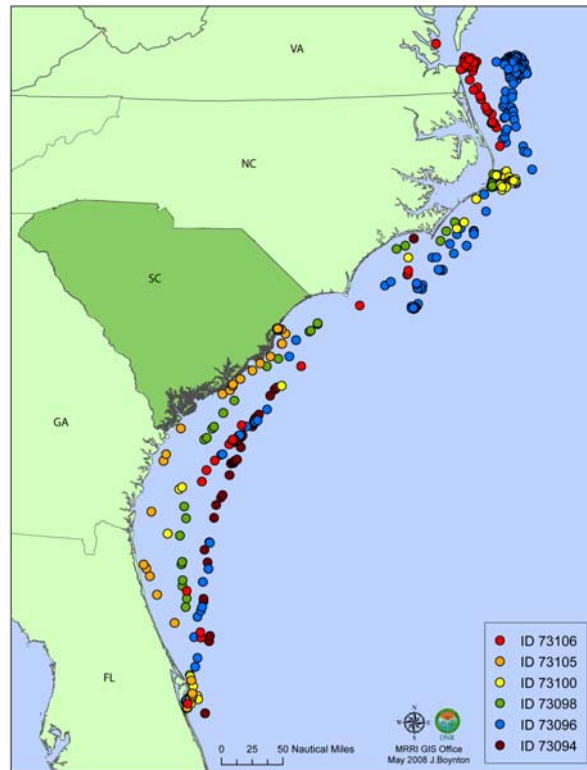 VA
NC
SC
GA
FL
ID 73106
ID 73105
ID 73100
ID 73098
ID 73096
ID 73094
0 25 50 Nautical Miles
DNR
MRRI GIS Office
May 2008 J.Boynton